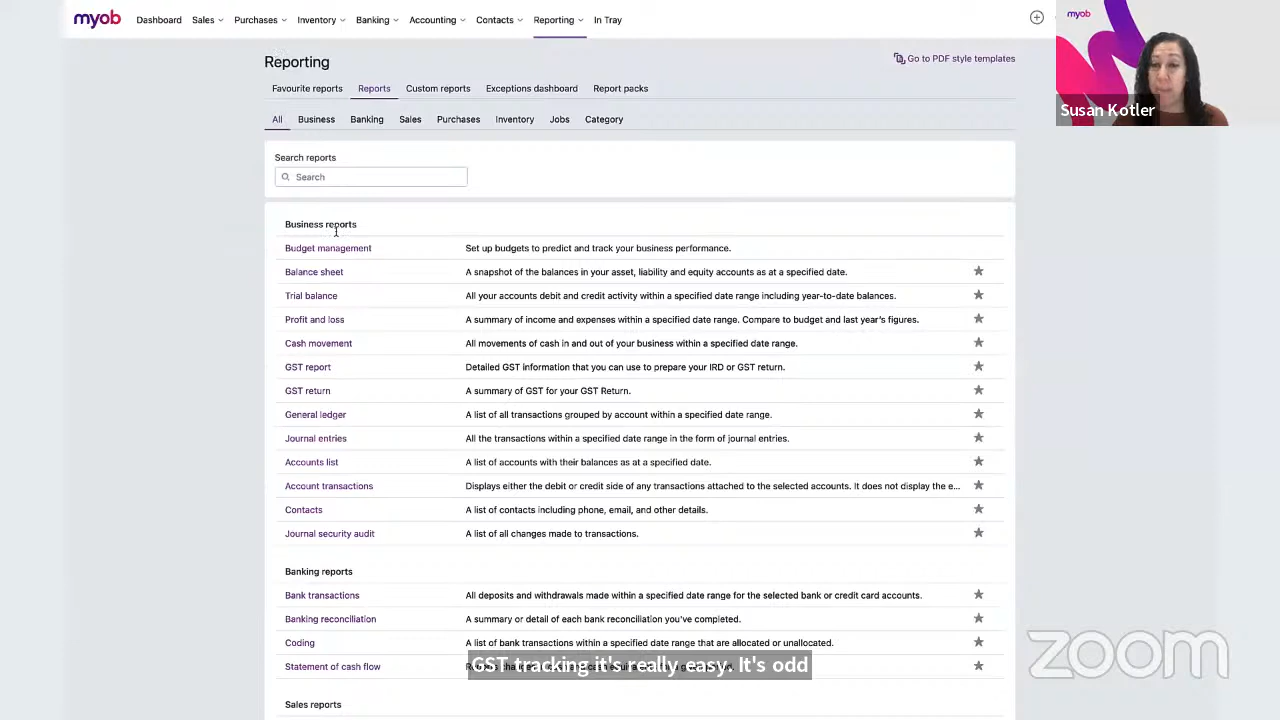 myob Dashboard Sales Purchases Inventory Banking Accounting Contacts Reporting In Tray
myob
Susan Kotler
Reporting
Go to PDF style templates
Favourite reports Reports Custom reports Exceptions dashboard Report packs
All Business Banking Sales Purchases Inventory Jobs Category
Search reports
Search
Business reports
Budget management Set up budgets to predict and track your business performance.
Balance sheet A snapshot of the balances in your asset, liability and equity accounts as at a specified date.
Trial balance All your accounts debit and credit activity within a specified date range including year-to-date balances.
Profit and loss A summary of income and expenses within a specified date range. Compare to budget and last year's figures.
Cash movement All movements of cash in and out of your business within a specified date range.
GST report Detailed GST information that you can use to prepare your IRD or GST return.
GST return A summary of GST for your GST Return.
General ledger A list of all transactions grouped by account within a specified date range.
Journal entries All the transactions within a specified date range in the form of journal entries.
Accounts list A list of accounts with their balances as at a specified date.
Account transactions Displays either the debit or credit side of any transactions attached to the selected accounts. It does not display the e...
Contacts A list of contacts including phone, email, and other details.
Journal security audit A list of all changes made to transactions.
Banking reports
Bank transactions All deposits and withdrawals made within a specified date range for the selected bank or credit card accounts.
Banking reconciliation A summary or detail of each bank reconciliation you've completed.
Coding A list of bank transactions within a specified date range that are allocated or unallocated.
Statement of cash flow
GST tracking it's really easy. It's odd
Sales reports
zoom